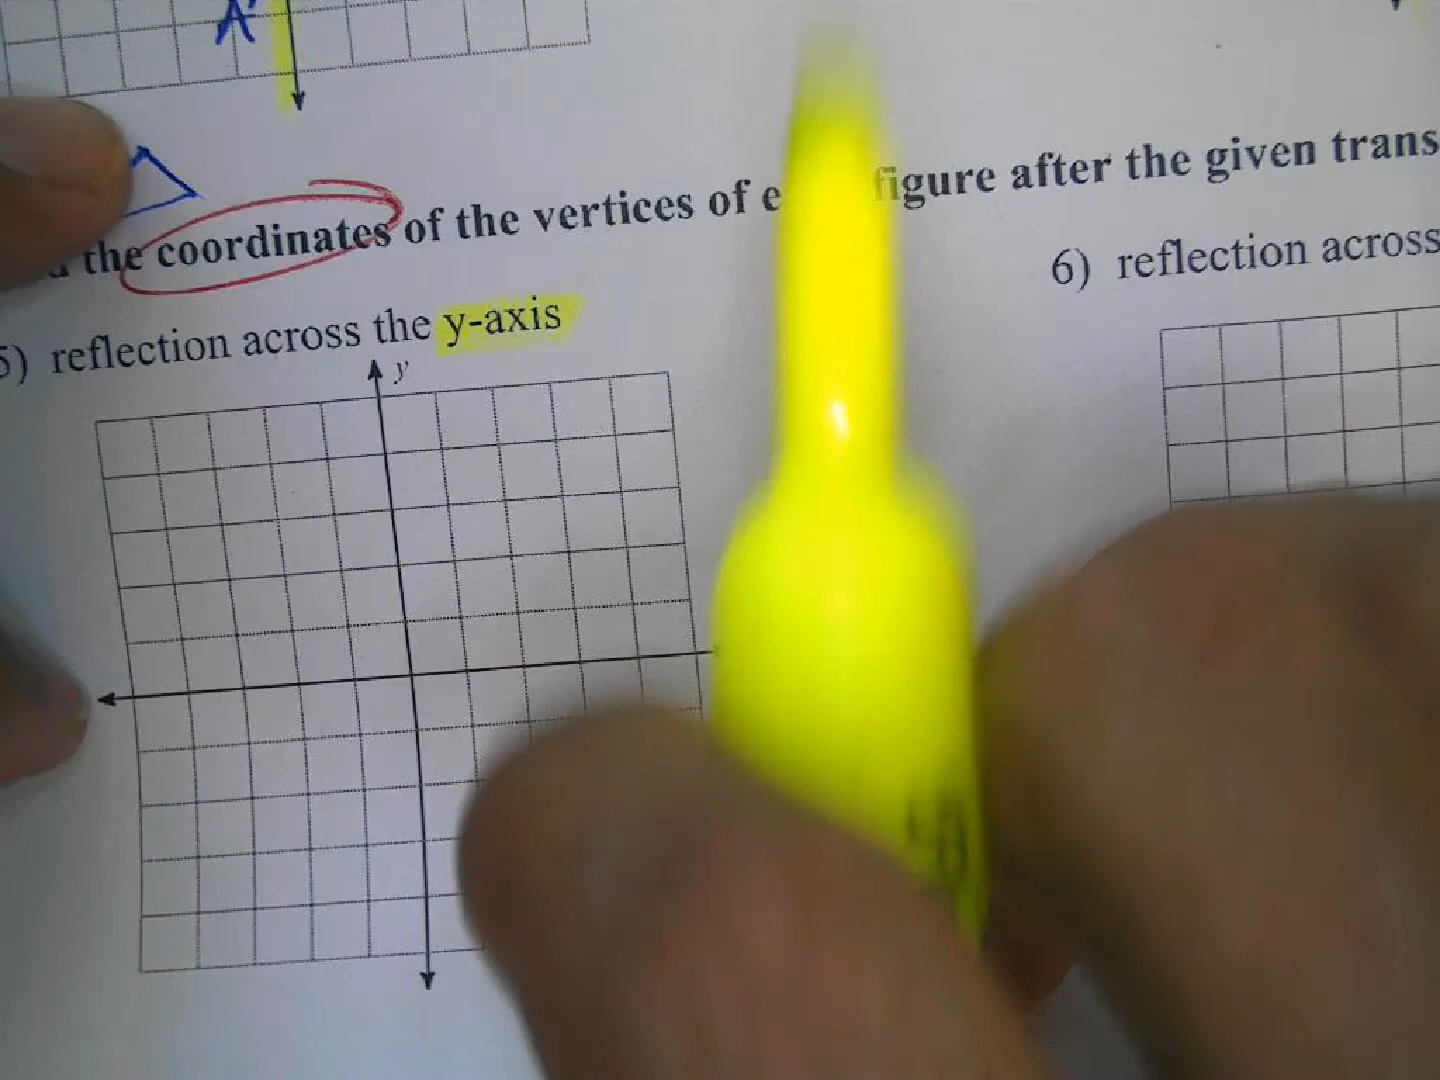 A'
the coordinates of the vertices of e figure after the given trans
5) reflection across the y-axis
6) reflection across
y